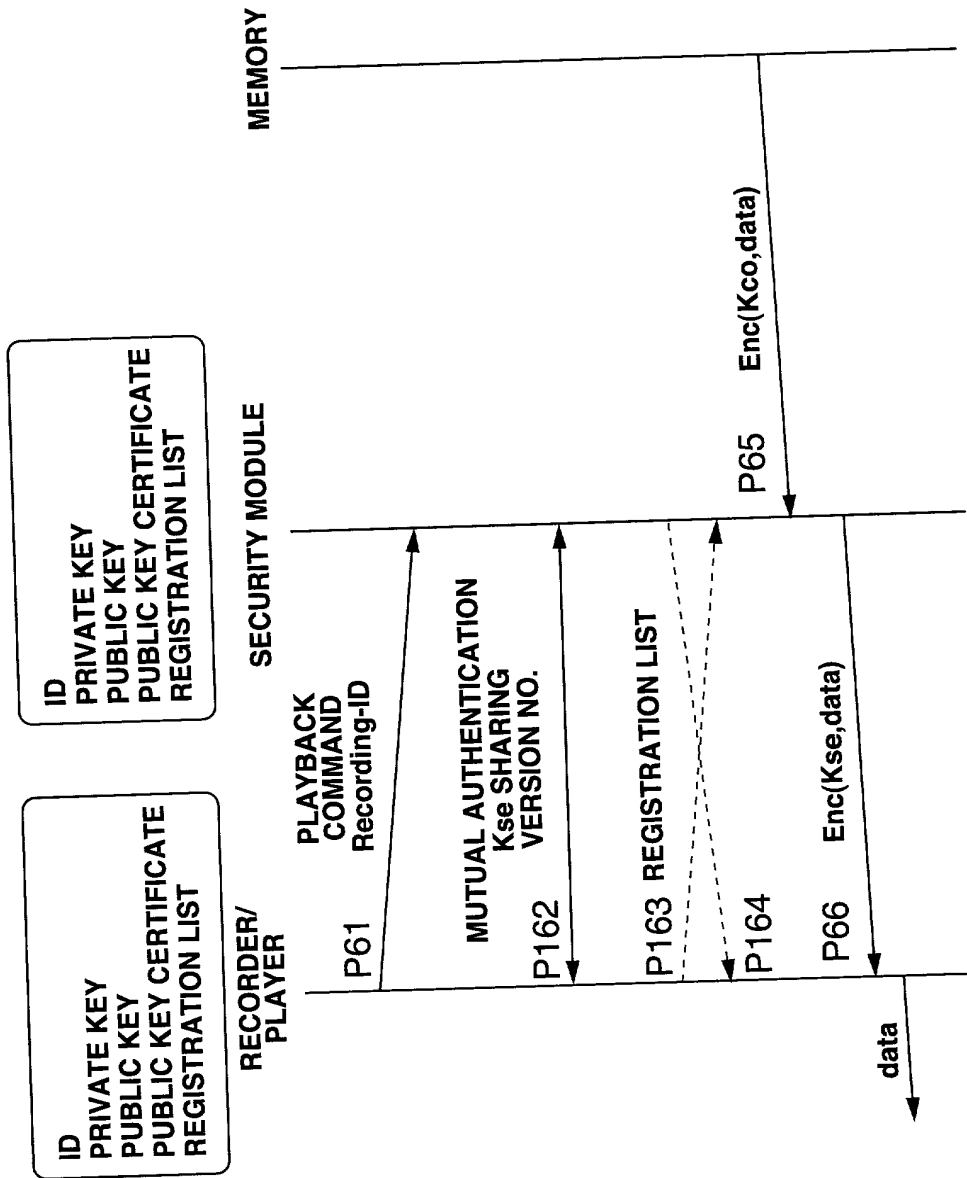 ID
PRIVATE KEY
PUBLIC KEY
PUBLIC KEY CERTIFICATE
REGISTRATION LIST
ID
PRIVATE KEY
PUBLIC KEY
PUBLIC KEY CERTIFICATE
REGISTRATION LIST
RECORDER/
PLAYER
SECURITY MODULE
MEMORY
P61
PLAYBACK
COMMAND
Recording-ID
P162
MUTUAL AUTHENTICATION
Kse SHARING
VERSION NO.
P163 REGISTRATION LIST
P164
P65
Enc(Kco,data)
P66
Enc(Kse,data)
data